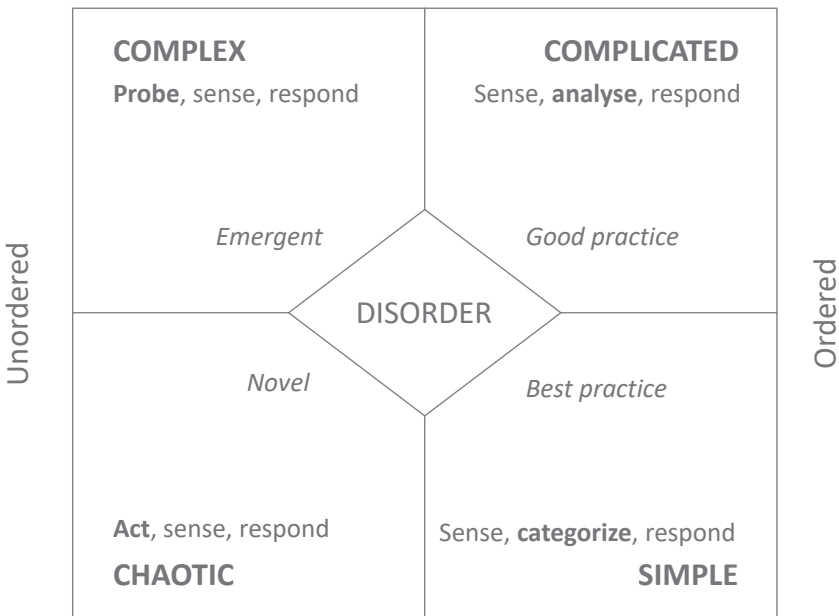 COMPLEX
Probe, sense, respond
Emergent
COMPLICATED
Sense, analyse, respond
Good practice
Unordered
DISORDER
Ordered
Novel
Act, sense, respond
CHAOTIC
Best practice
Sense, categorize, respond
SIMPLE